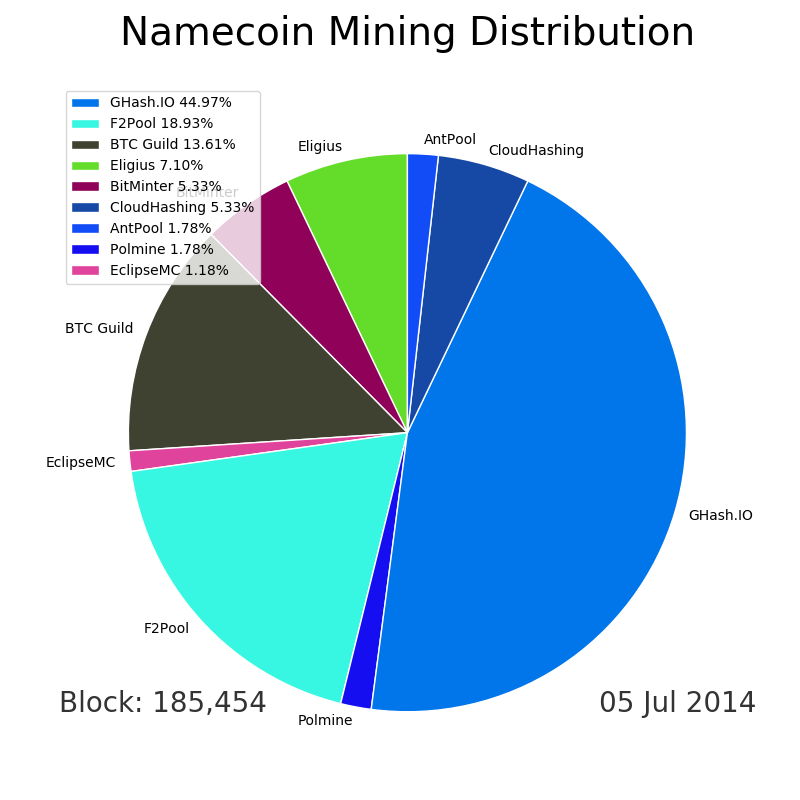 Namecoin Mining Distribution
GHash.IO 44.97%
F2Pool 18.93%
BTC Guild 13.61%
Eligius 7.10%
BitMinter 5.33%
CloudHashing 5.33%
AntPool 1.78%
Polmine 1.78%
EclipseMC 1.18%
AntPool
Eligius
CloudHashing
BitMinter
BTC Guild
EclipseMC
GHash.IO
F2Pool
Polmine
Block: 185,454
05 Jul 2014